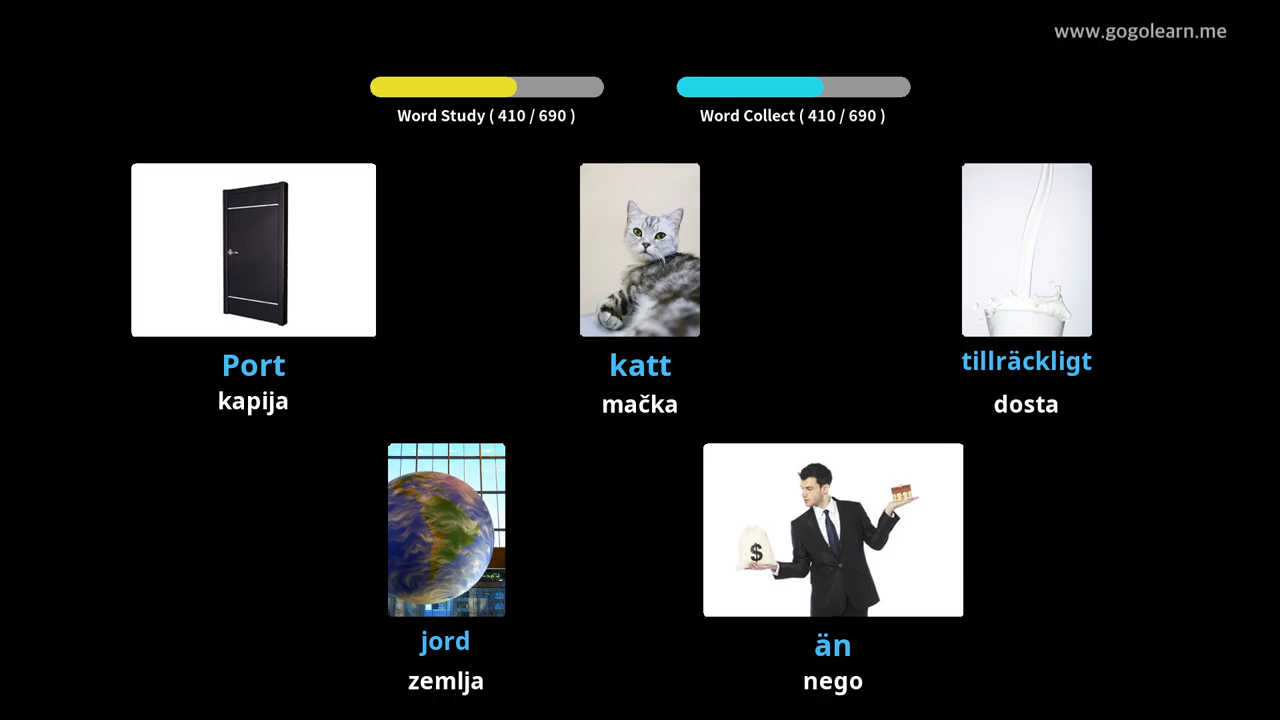 www.gogolearn.me
Word Study ( 410 / 690 )
Word Collect ( 410 / 690 )
Port
kapija
katt
mačka
tillräckligt
dosta
$
jord
zemlja
än
nego